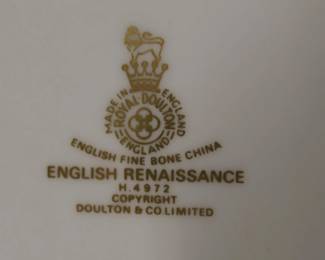 MADE IN ENGLAND
ROYAL DOULTON
ENGLAND
ENGLISH FINE BONE CHINA
ENGLISH RENAISSANCE
H.4972
COPYRIGHT
DOULTON & CO.LIMITED